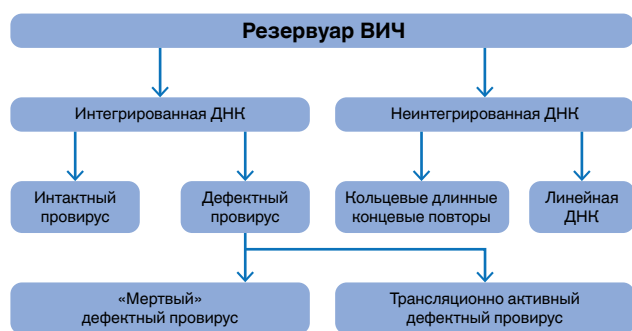 Резервуар ВИЧ
Интегрированная ДНК
Неинтегрированная ДНК
Интактный
провирус
Дефектный
провирус
Кольцевые длинные
концевые повторы
Линейная
ДНК
«Мертвый»
дефектный провирус
Трансляционно активный
дефектный провирус